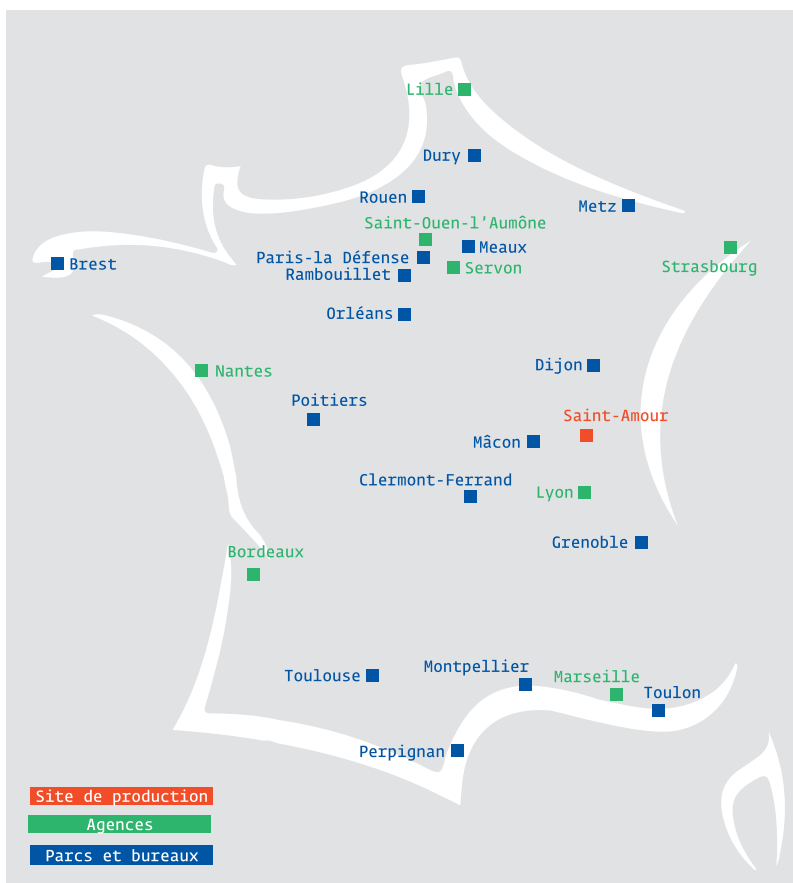 Lille
Dury
Rouen
Metz
Saint-Ouen-l'Aumône
Meaux
Paris-la Défense
Brest
Servon
Strasbourg
Rambouillet
Orléans
Dijon
Nantes
Poitiers
Saint-Amour
Mâcon
Clermont-Ferrand
Lyon
Grenoble
Bordeaux
Montpellier
Toulouse
Marseille
Toulon
Perpignan
Site de production
Agences
Parcs et bureaux